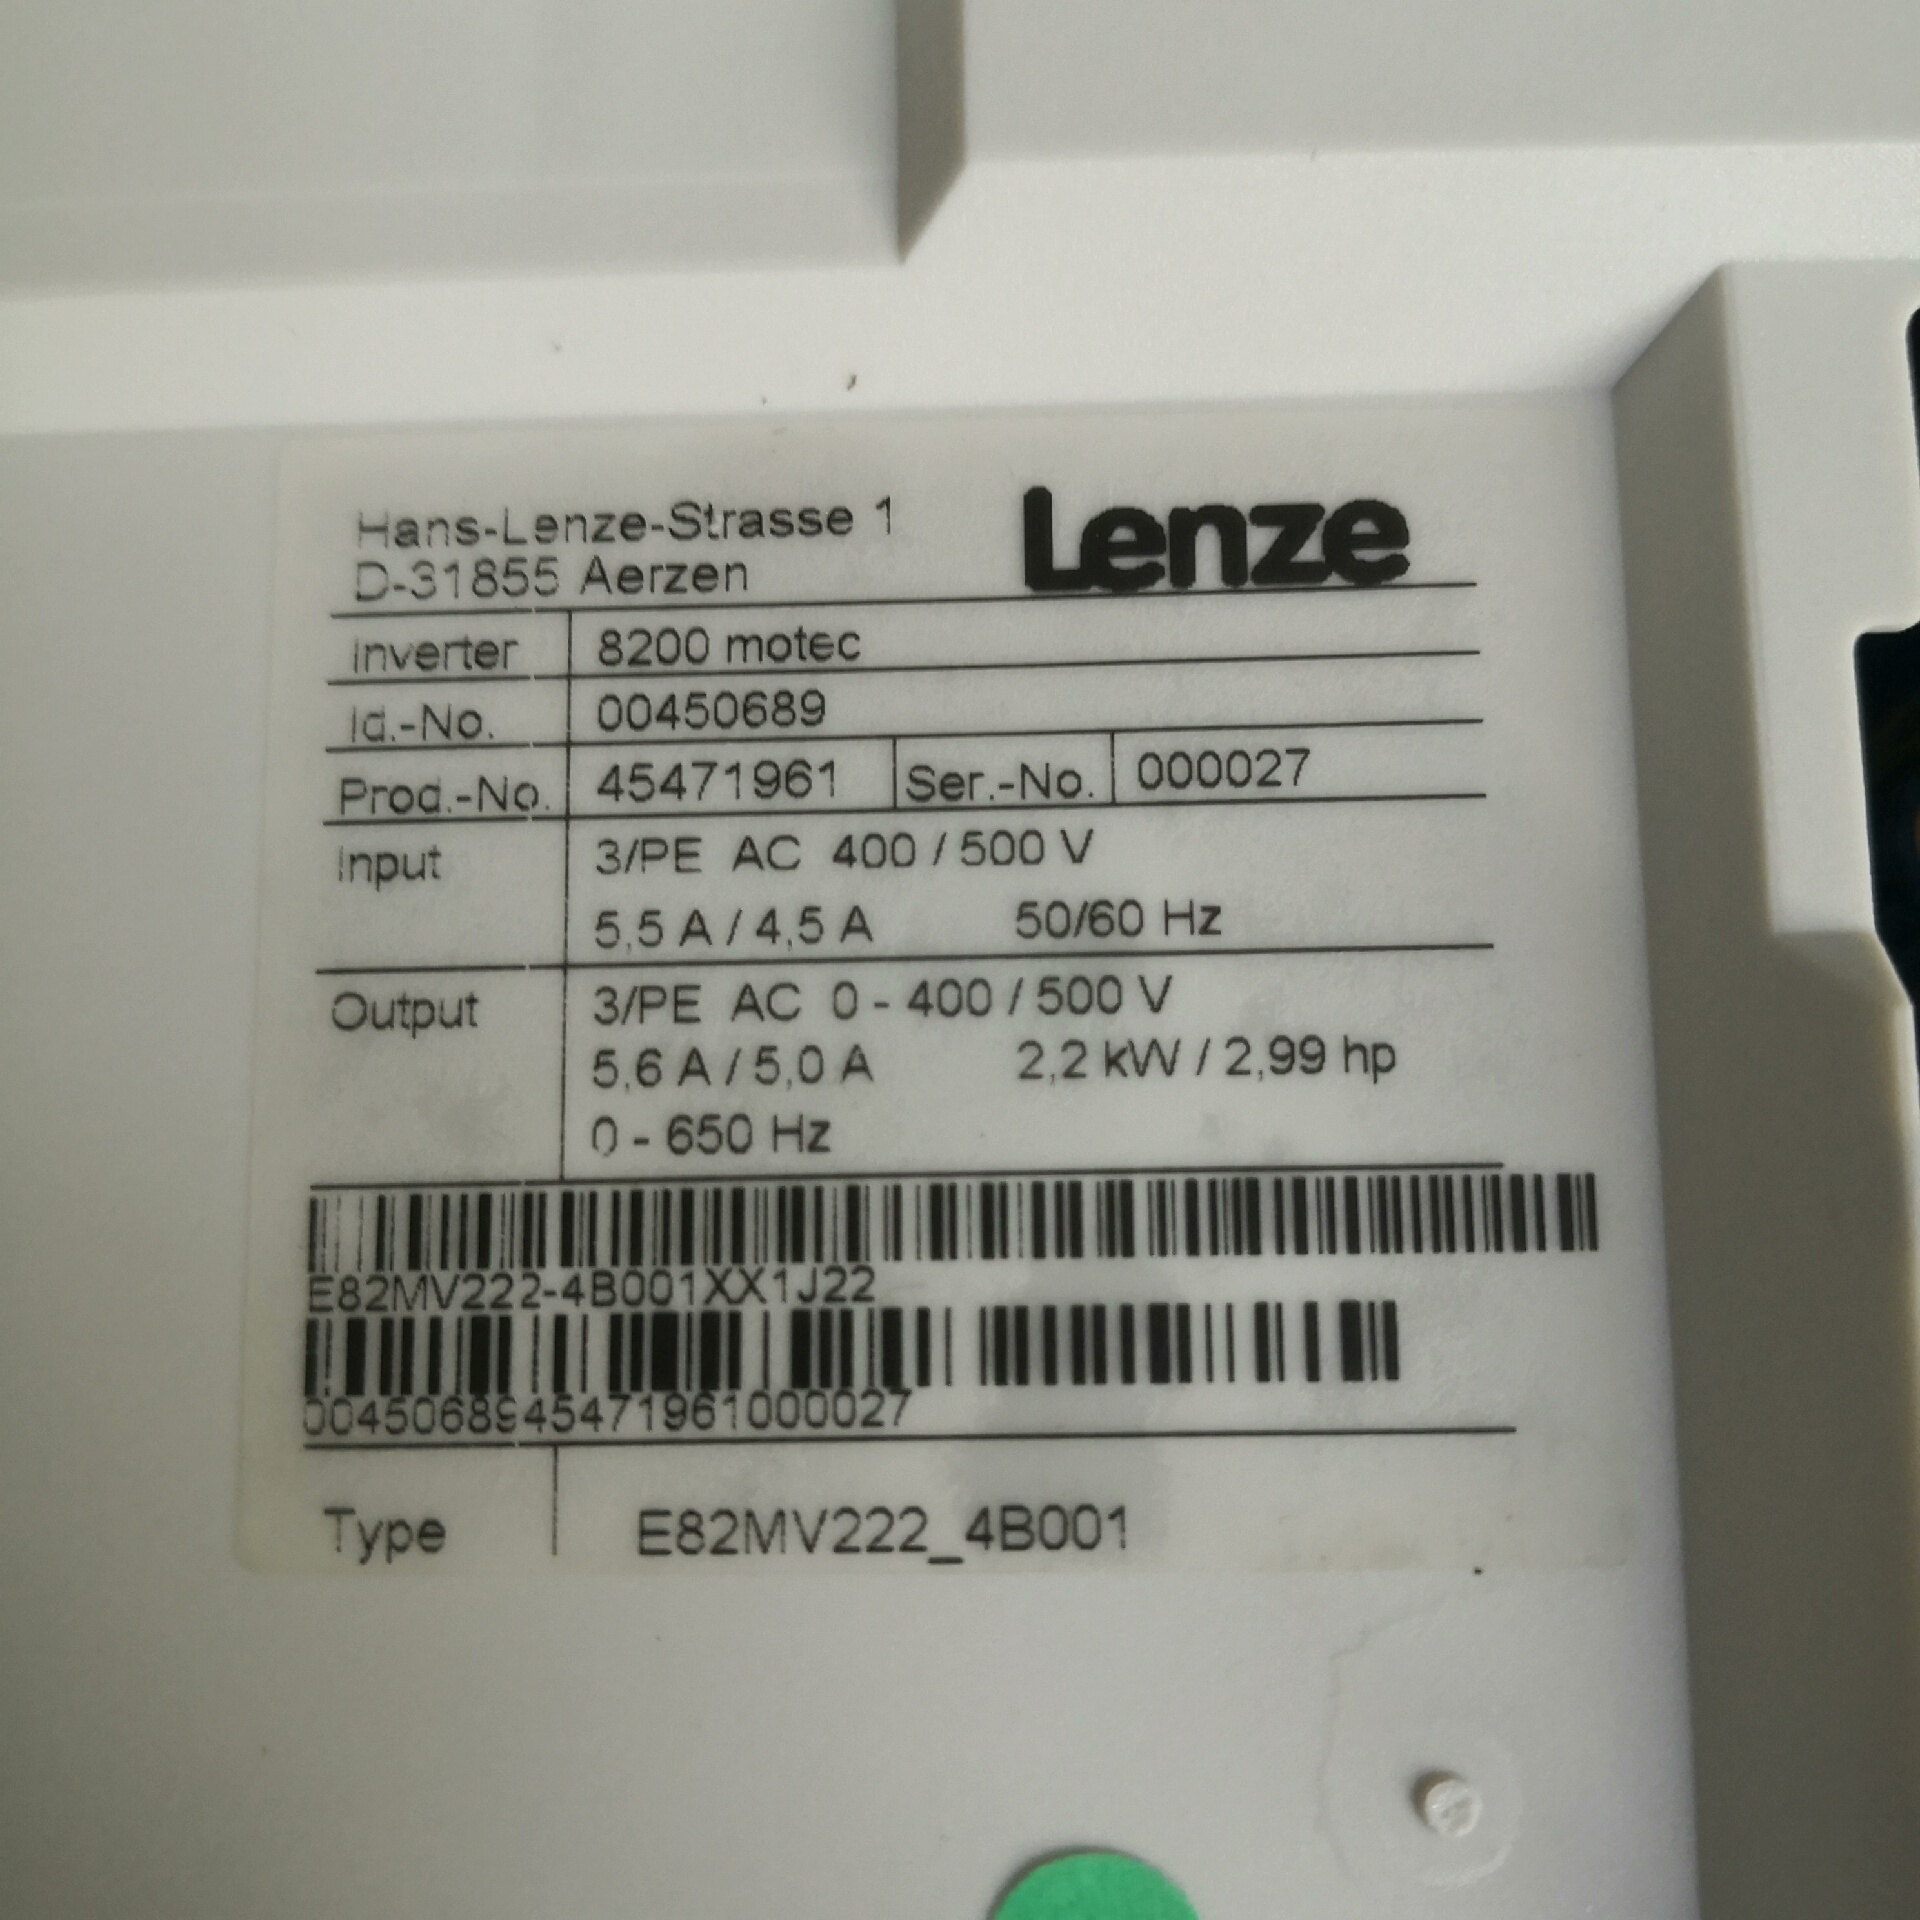 Hans-Lenze-Strasse 1
D-31855 Aerzen
Lenze
Inverter 8200 motec
Id.-No. 00450689
Prod.-No. 45471961 Ser.-No. 000027
Input 3/PE AC 400 / 500 V
5,5 A / 4,5 A 50/60 Hz
Output 3/PE AC 0 - 400 / 500 V
5,6 A / 5,0 A 2,2 kW / 2,99 hp
0 - 650 Hz
E82MV222-4B001XX1J22
0045068945471961000027
Type E82MV222_4B001